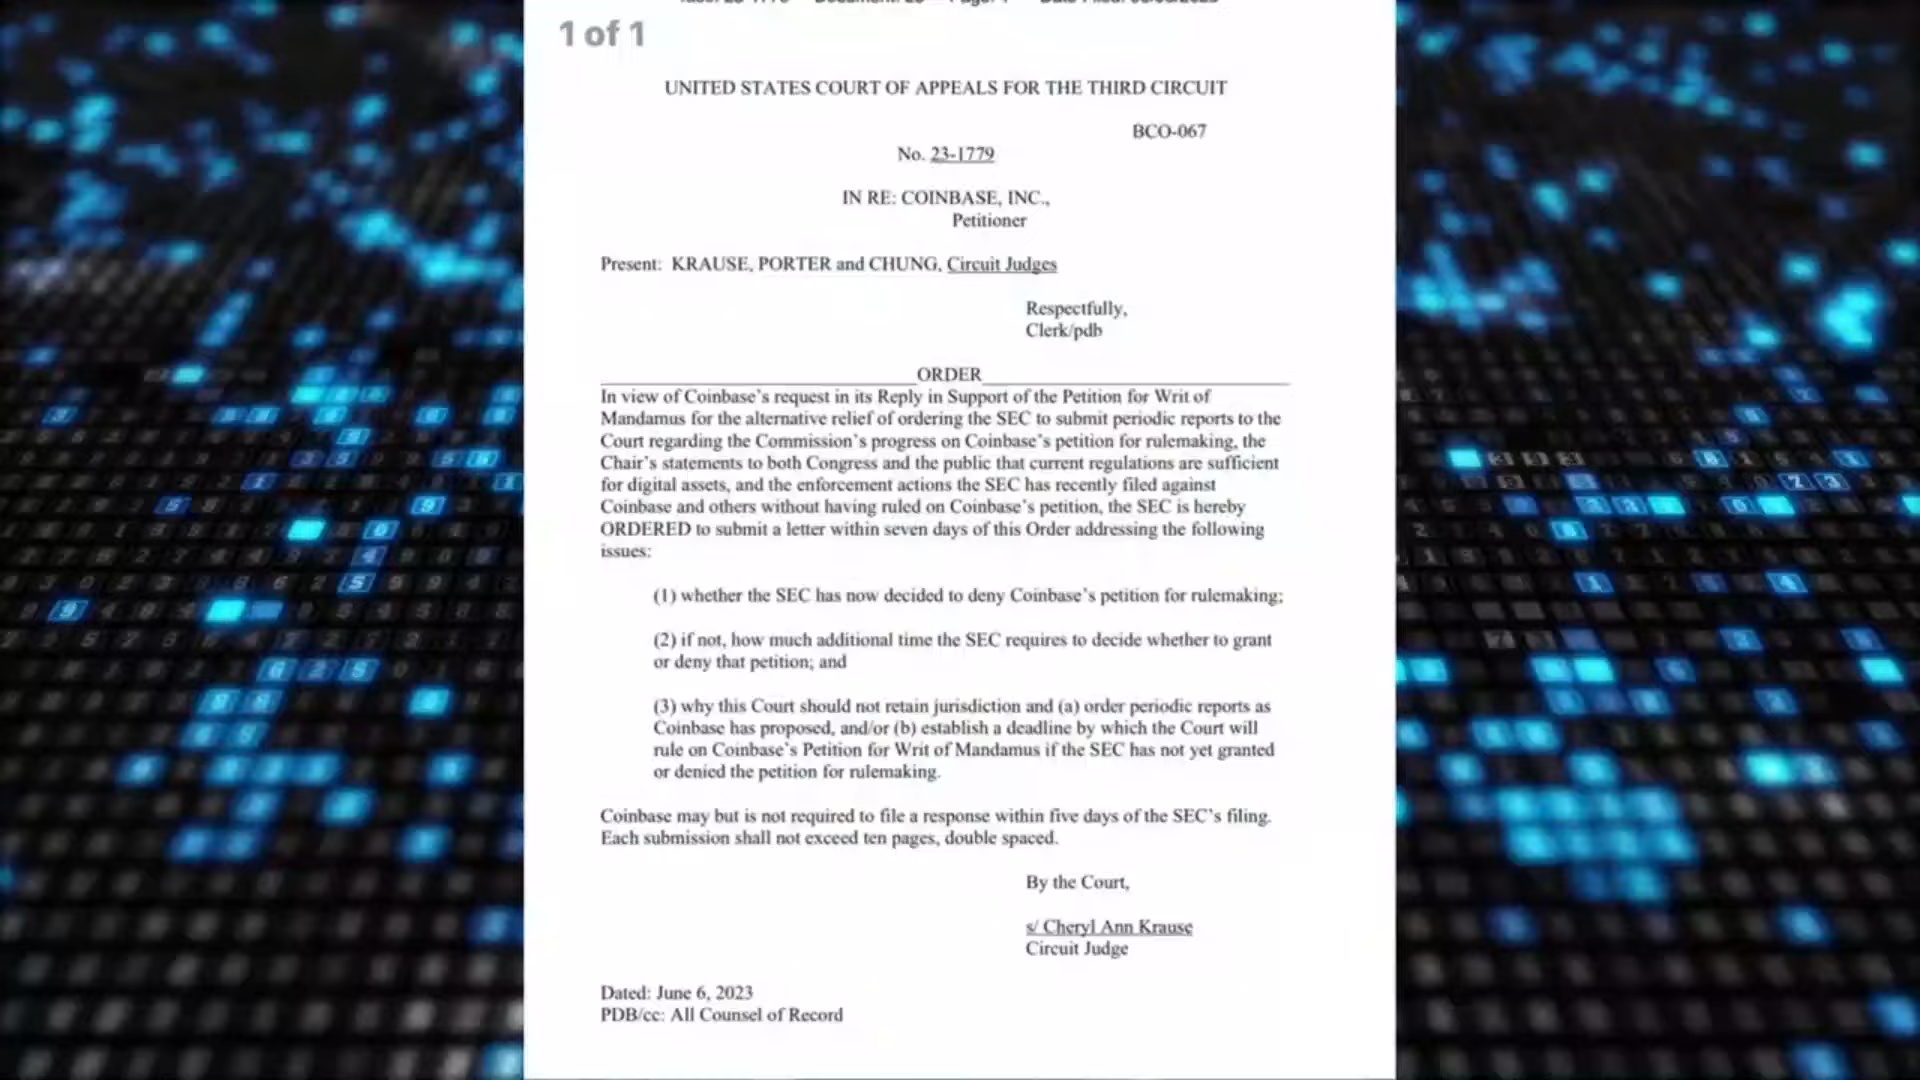 1 of 1
UNITED STATES COURT OF APPEALS FOR THE THIRD CIRCUIT
BCO-067
No. 23-1779
IN RE: COINBASE, INC.,
Petitioner
Present: KRAUSE, PORTER and CHUNG, Circuit Judges
Respectfully,
Clerk/pdb
ORDER
In view of Coinbase's request in its Reply in Support of the Petition for Writ of
Mandamus for the alternative relief of ordering the SEC to submit periodic reports to the
Court regarding the Commission's progress on Coinbase's petition for rulemaking, the
Chair's statements to both Congress and the public that current regulations are sufficient
for digital assets, and the enforcement actions the SEC has recently filed against
Coinbase and others without having ruled on Coinbase's petition, the SEC is hereby
ORDERED to submit a letter within seven days of this Order addressing the following
issues:
(1) whether the SEC has now decided to deny Coinbase's petition for rulemaking;
(2) if not, how much additional time the SEC requires to decide whether to grant
or deny that petition; and
(3) why this Court should not retain jurisdiction and (a) order periodic reports as
Coinbase has proposed, and/or (b) establish a deadline by which the Court will
rule on Coinbase's Petition for Writ of Mandamus if the SEC has not yet granted
or denied the petition for rulemaking.
Coinbase may but is not required to file a response within five days of the SEC's filing.
Each submission shall not exceed ten pages, double spaced.
By the Court,
s/ Cheryl Ann Krause
Circuit Judge
Dated: June 6, 2023
PDB/cc: All Counsel of Record